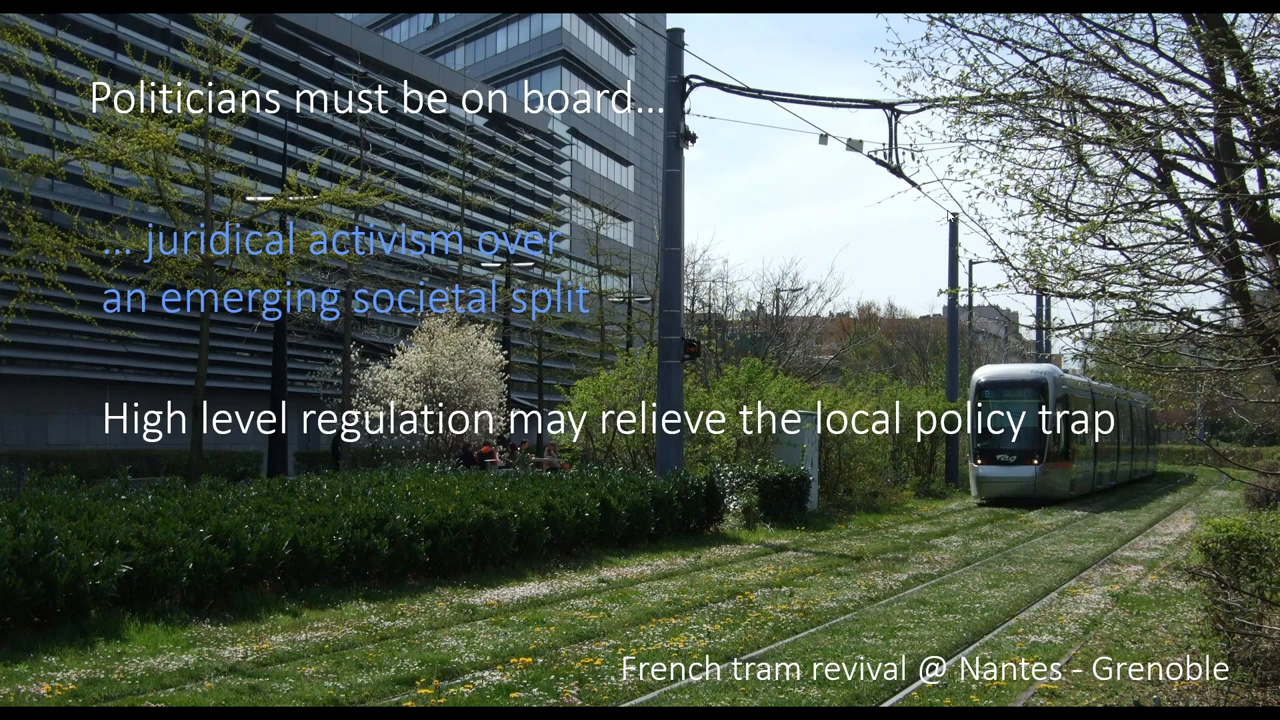 Politicians must be on board...
... juridical activism over
an emerging societal split
High level regulation may relieve the local policy trap
Tag
French tram revival @ Nantes - Grenoble